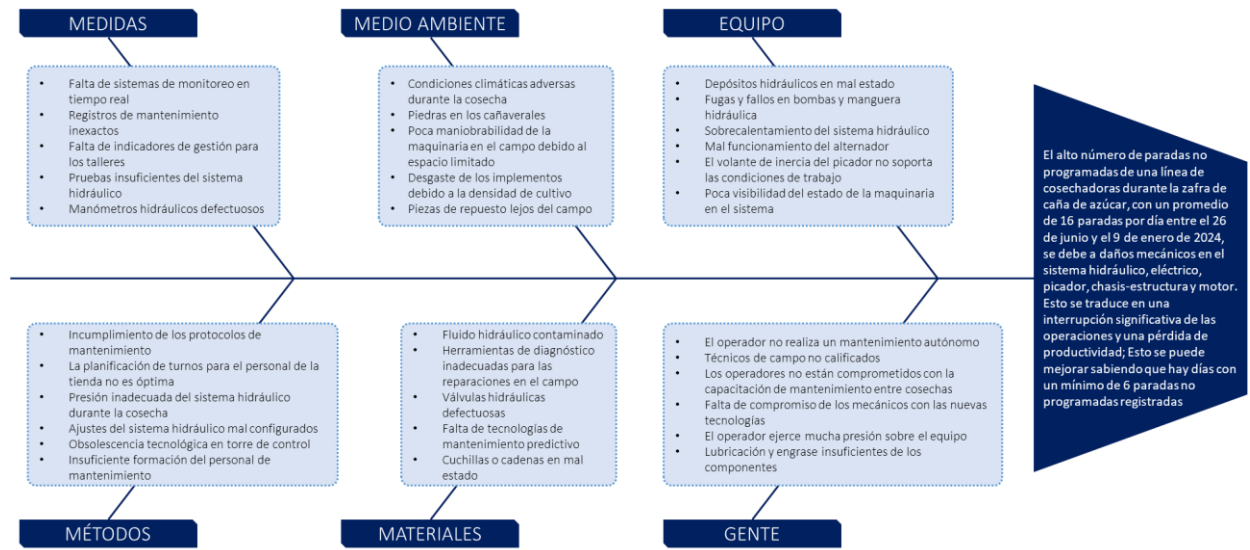 MEDIDAS
Falta de sistemas de monitoreo en
tiempo real
Registros de mantenimiento
inexactos
Falta de indicadores de gestión para
los talleres
Pruebas insuficientes del sistema
hidráulico
Manómetros hidráulicos defectuosos
MEDIO AMBIENTE
Condiciones climáticas adversas
durante la cosecha
Piedras en los cañaverales
Poca maniobrabilidad de la
maquinaria en el campo debido al
espacio limitado
Desgaste de los implementos
debido a la densidad de cultivo
Piezas de repuesto lejos del campo
EQUIPO
Depósitos hidráulicos en mal estado
Fugas y fallos en bombas y manguera
hidráulica
Sobrecalentamiento del sistema hidráulico
Mal funcionamiento del alternador
El volante de inercia del picador no soporta
las condiciones de trabajo
Poca visibilidad del estado de la maquinaria
en el sistema
El alto número de paradas no
programadas de una línea de
cosechadoras durante la zafra de
caña de azúcar, con un promedio
de 16 paradas por día entre el 26
de junio y el 9 de enero de 2024,
se debe a daños mecánicos en el
sistema hidráulico, eléctrico,
picador, chasis-estructura y motor.
Esto se traduce en una
interrupción significativa de las
operaciones y una pérdida de
productividad; Esto se puede
mejorar sabiendo que hay días con
un mínimo de 6 paradas no
programadas registradas
Incumplimiento de los protocolos de
mantenimiento
La planificación de turnos para el personal de la
tienda no es óptima
Presión inadecuada del sistema hidráulico
durante la cosecha
Ajustes del sistema hidráulico mal configurados
Obsolescencia tecnológica en torre de control
Insuficiente formación del personal de
mantenimiento
MÉTODOS
Fluido hidráulico contaminado
Herramientas de diagnóstico
inadecuadas para las
reparaciones en el campo
Válvulas hidráulicas
defectuosas
Falta de tecnologías de
mantenimiento predictivo
Cuchillas o cadenas en mal
estado
MATERIALES
El operador no realiza un mantenimiento autónomo
Técnicos de campo no calificados
Los operadores no están comprometidos con la
capacitación de mantenimiento entre cosechas
Falta de compromiso de los mecánicos con las nuevas
tecnologías
El operador ejerce mucha presión sobre el equipo
Lubricación y engrase insuficientes de los
componentes
GENTE